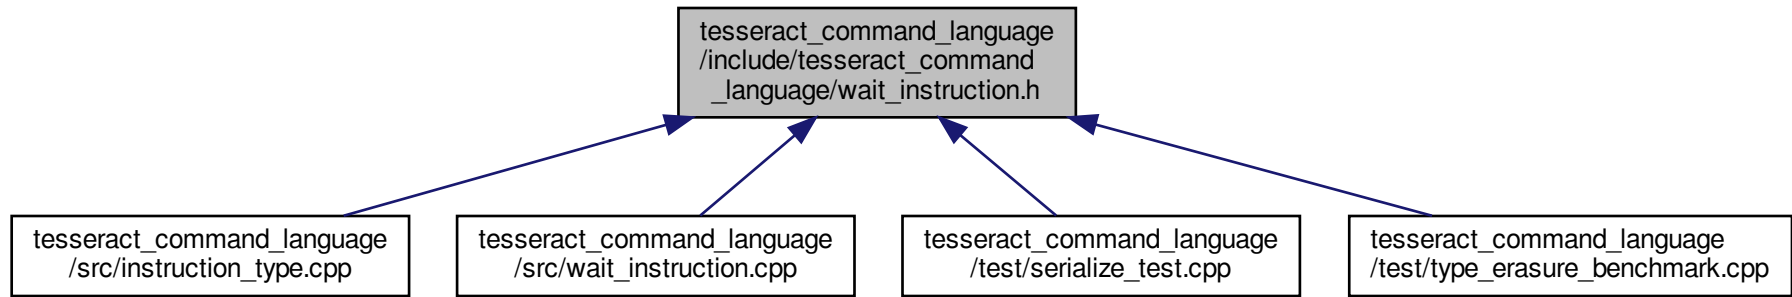 tesseract_command_language
/include/tesseract_command
_language/wait_instruction.h
tesseract_command_language
/src/instruction_type.cpp
tesseract_command_language
/src/wait_instruction.cpp
tesseract_command_language
/test/serialize_test.cpp
tesseract_command_language
/test/type_erasure_benchmark.cpp